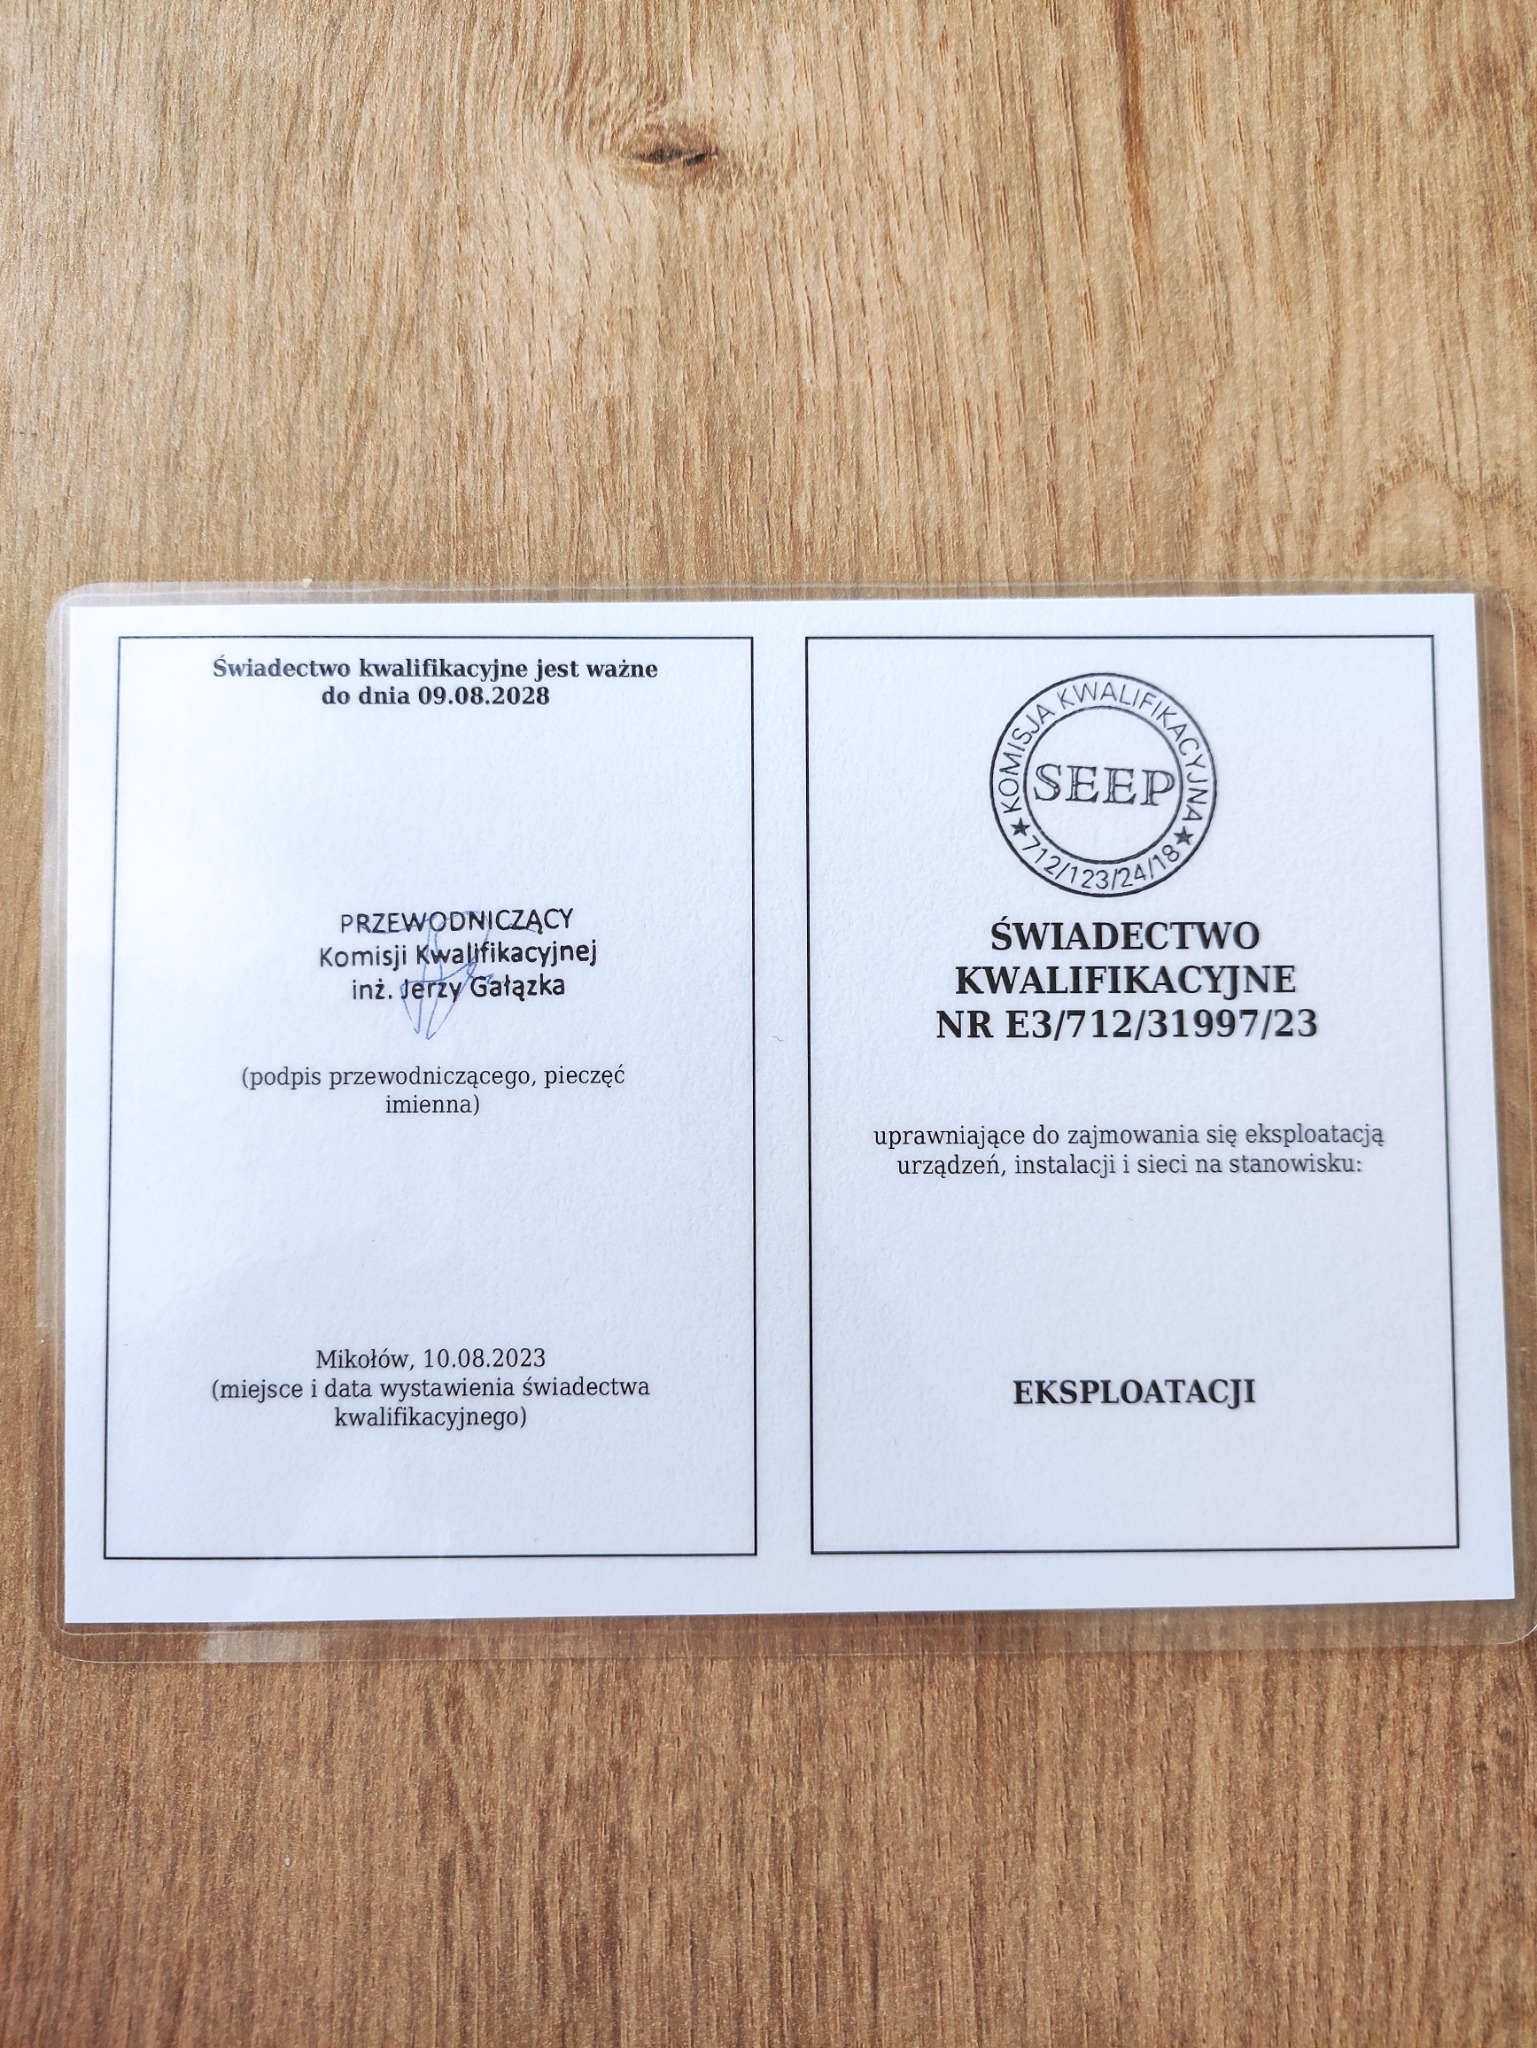 Świadectwo kwalifikacyjne jest ważne
do dnia 09.08.2028
PRZEWODNICZĄCY
Komisji Kwalifikacyjnej
inż. Jerzy Gałązka
(podpis przewodniczącego, pieczęć
imienna)
Mikołów, 10.08.2023
(miejsce i data wystawienia świadectwa
kwalifikacyjnego)
KOMISJA KWALIFIKACYJNA
SEEP
★ 712/123/24/18 ★
ŚWIADECTWO
KWALIFIKACYJNE
NR E3/712/31997/23
uprawniające do zajmowania się eksploatacją
urządzeń, instalacji i sieci na stanowisku:
EKSPLOATACJI